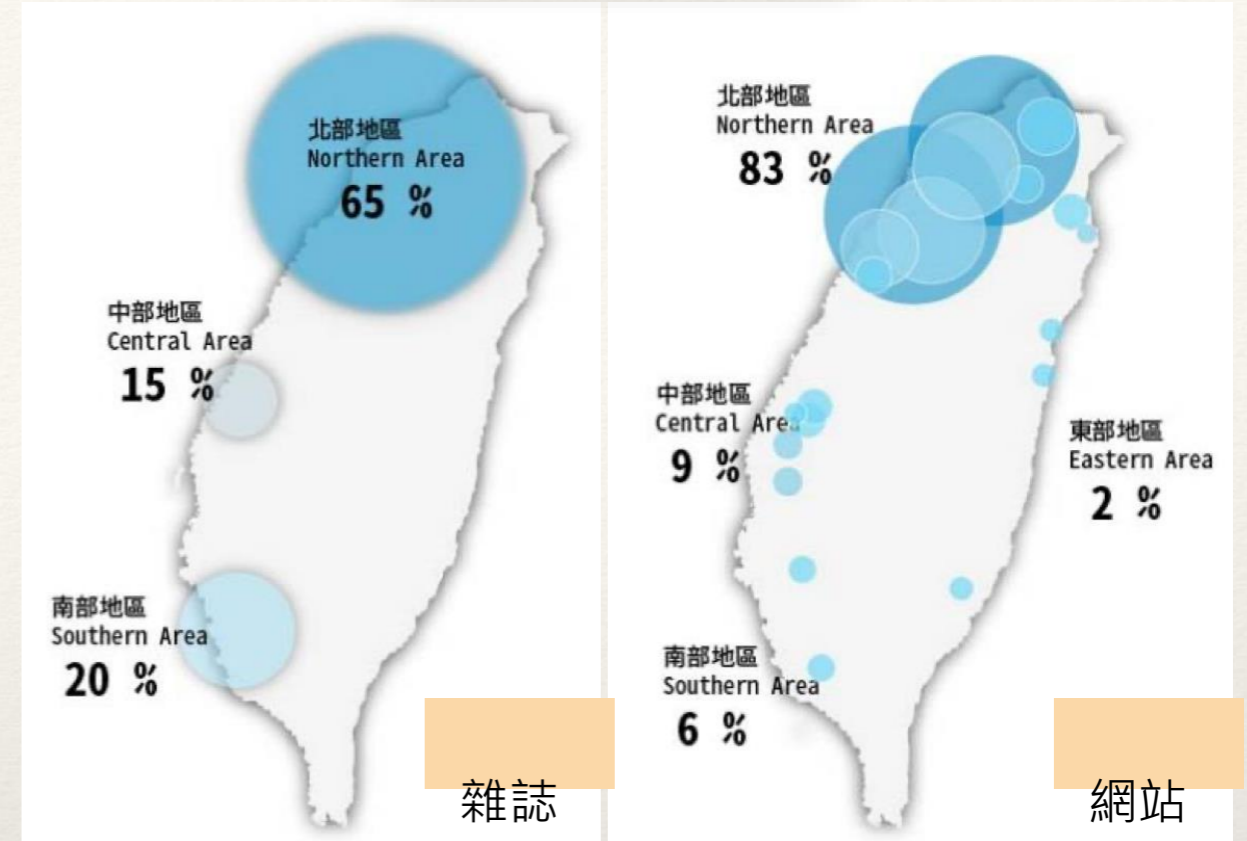 北部地區
Northern Area
65 %
中部地區
Central Area
15 %
南部地區
Southern Area
20 %
雜誌
北部地區
Northern Area
83 %
中部地區
Central Area
9 %
東部地區
Eastern Area
2 %
南部地區
Southern Area
6 %
網站